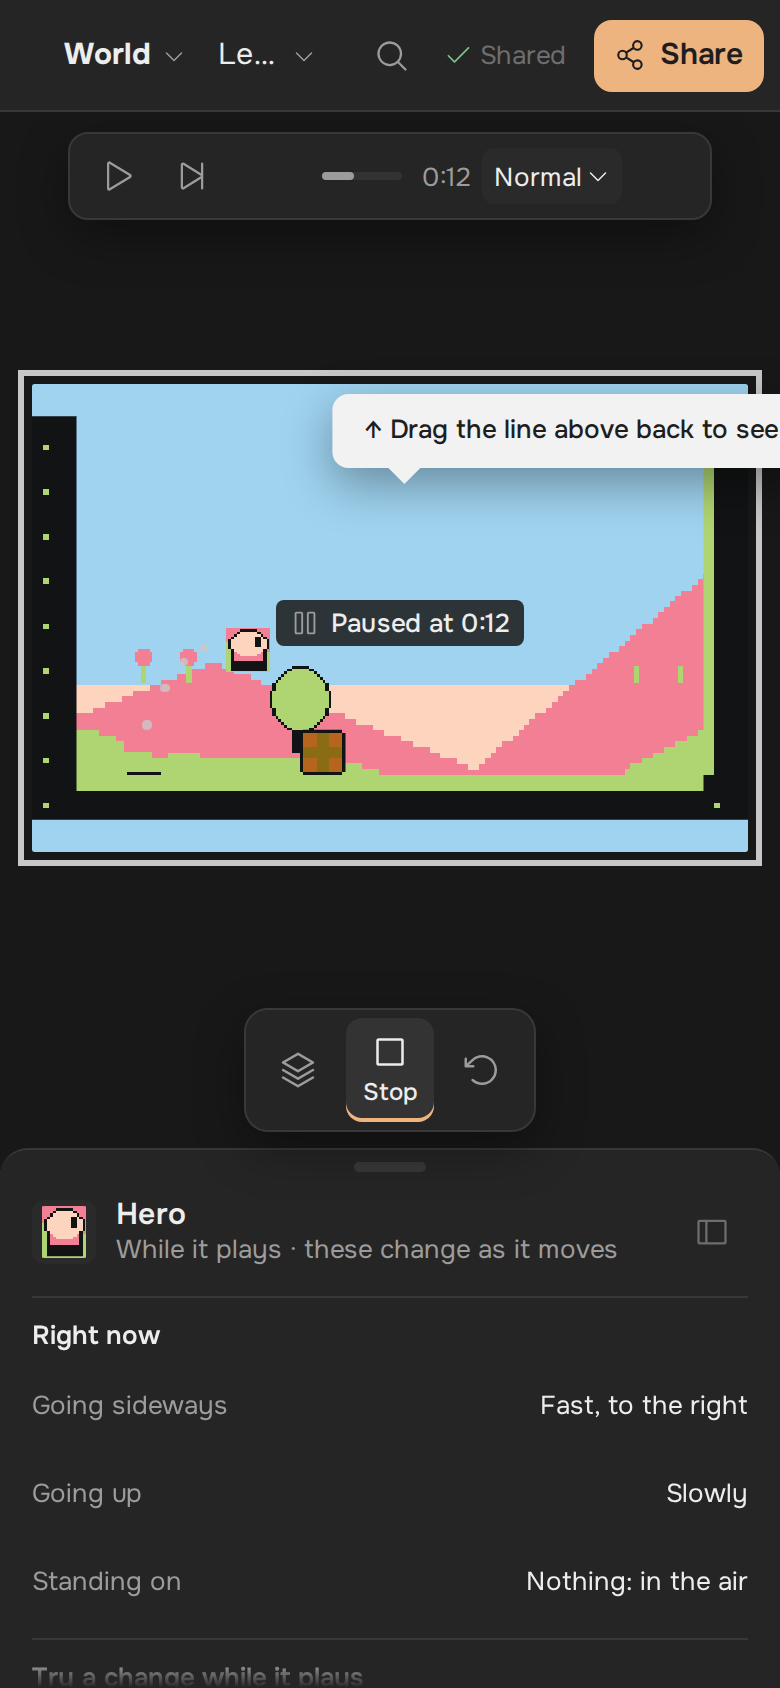 World
Le...
Shared
Share
0:12
Normal
↑ Drag the line above back to see
Paused at 0:12
Stop
Hero
While it plays · these change as it moves
Right now
Going sideways
Fast, to the right
Going up
Slowly
Standing on
Nothing: in the air
Try a change while it plays